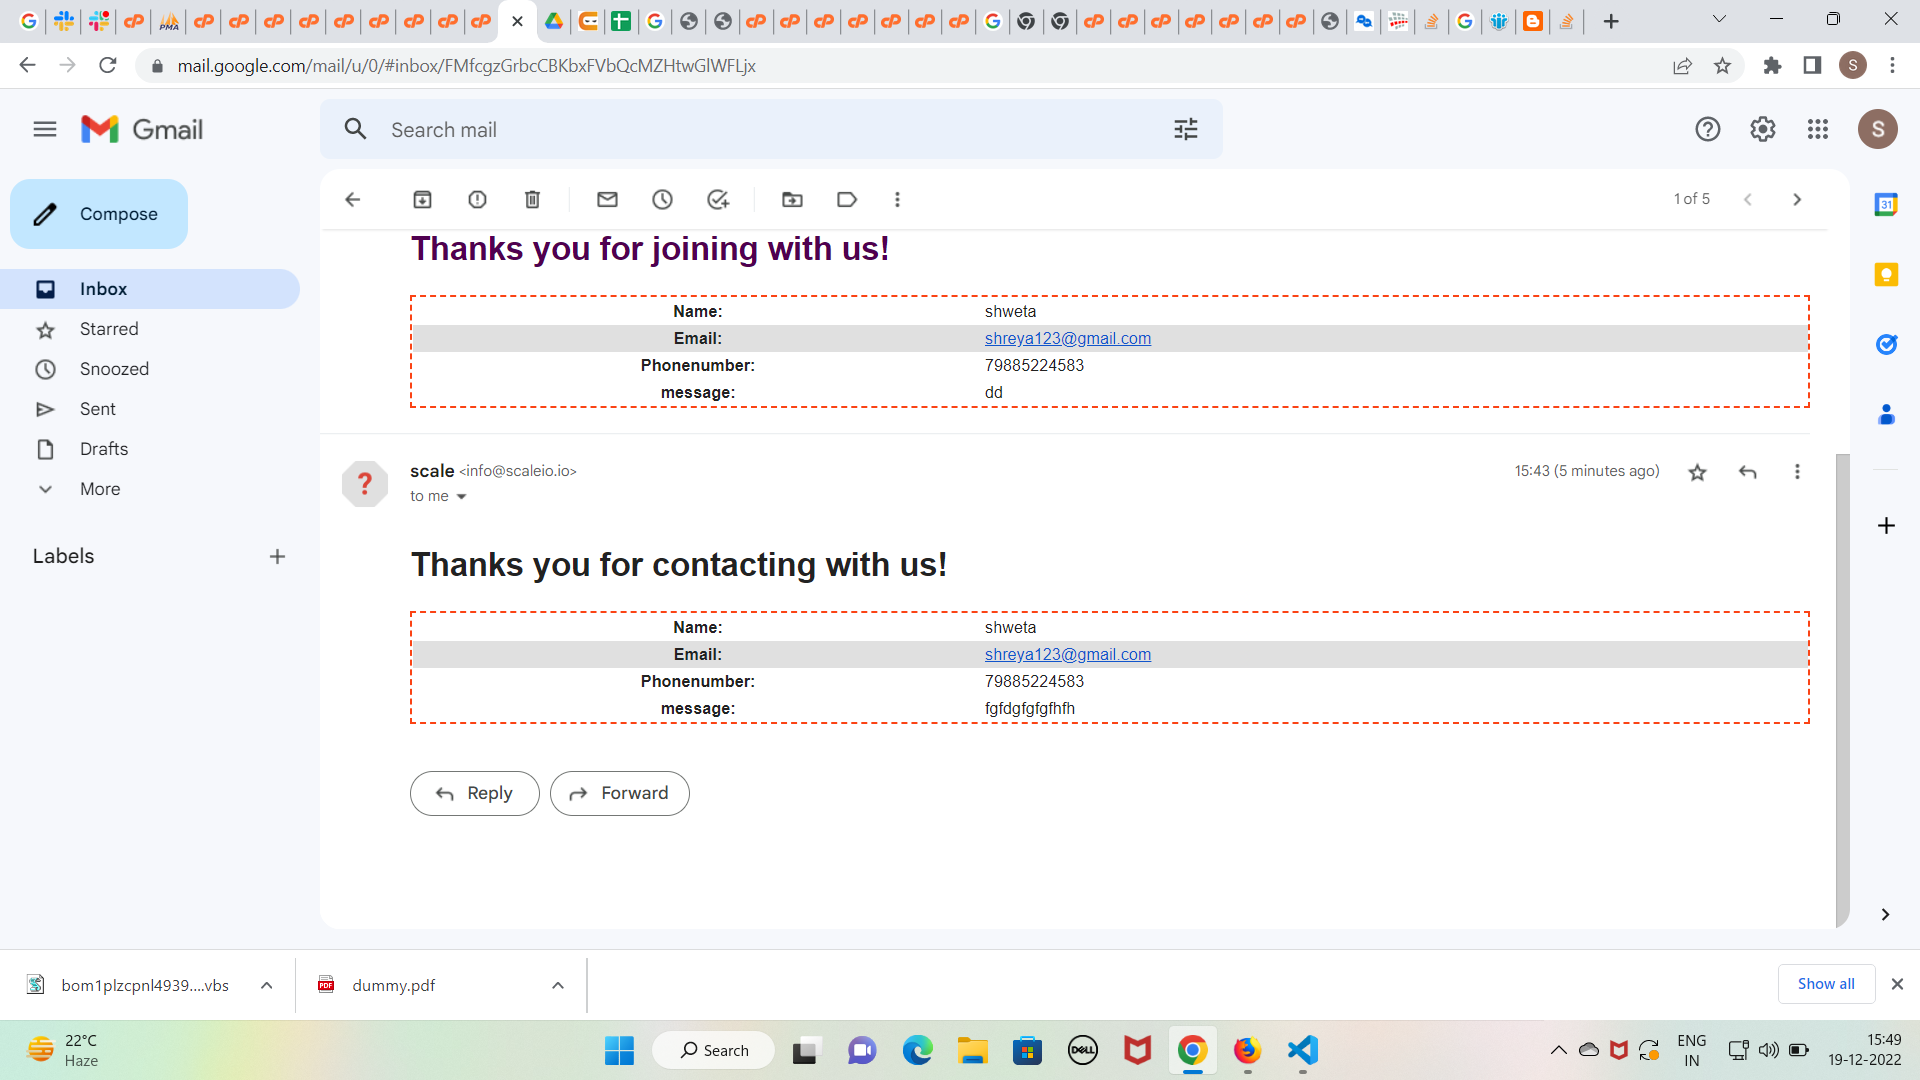 mail.google.com/mail/u/0/#inbox/FMfcgzGrbcCBKbxFVbQcMZHtwGlWFLjx
S
Gmail
Search mail
S
Compose
1 of 5
31
Inbox
Starred
Snoozed
Sent
Drafts
More
Labels
Thanks you for joining with us!
Name: shweta
Email: shreya123@gmail.com
Phonenumber: 79885224583
message: dd
scale <info@scaleio.io>
15:43 (5 minutes ago)
to me
Thanks you for contacting with us!
Name: shweta
Email: shreya123@gmail.com
Phonenumber: 79885224583
message: fgfdgfgfgfhfh
Reply
Forward
bom1plzcpnl4939....vbs
PDF
dummy.pdf
Show all
22°C
Haze
Search
DELL
ENG
IN
15:49
19-12-2022